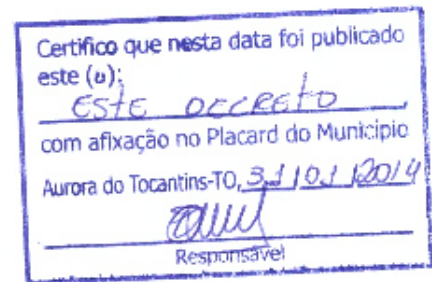 Certifico que nesta data foi publicado
este (a):
ESTE DECRETO
com afixação no Placard do Município
Aurora do Tocantins-TO, 31/01/2014
Responsável